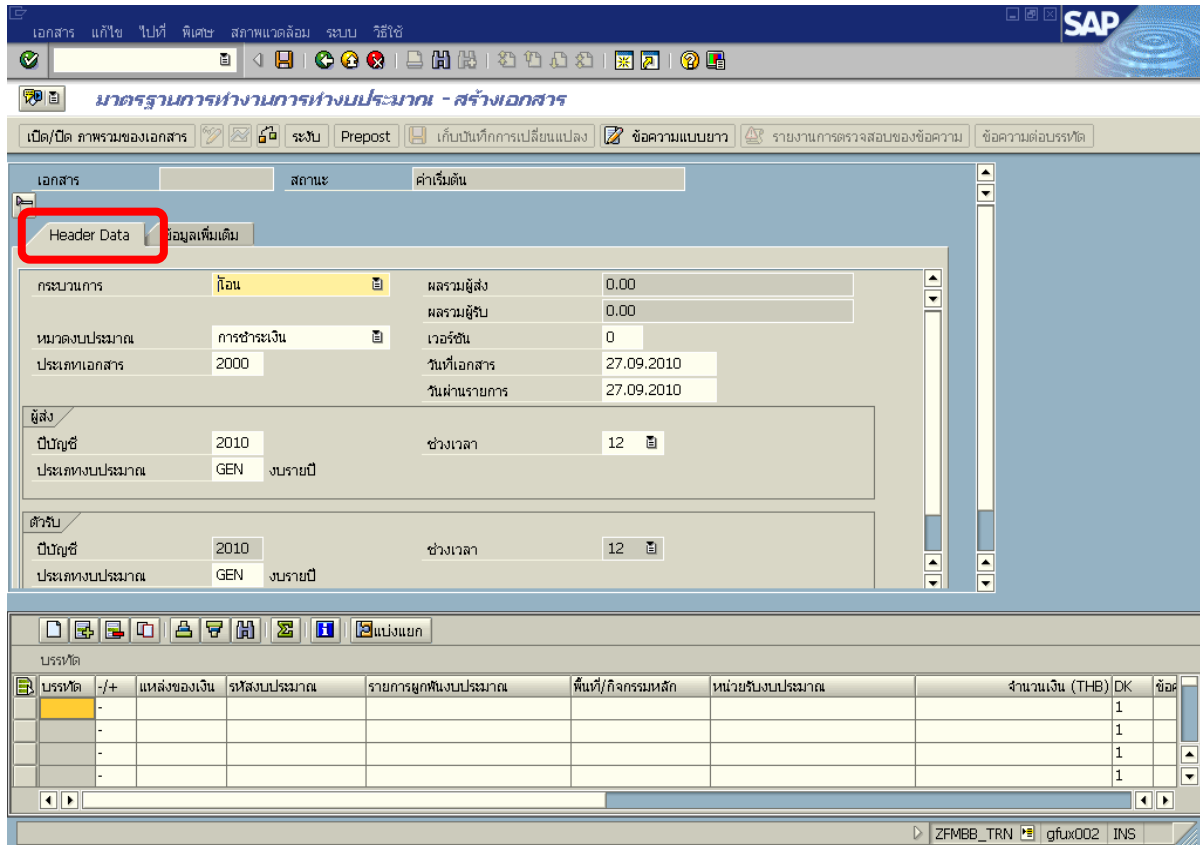 เอกสาร แก้ไข ไปที่ พิเศษ สภาพแวดล้อม ระบบ วิธีใช้
SAP
มาตรฐานการทำงานการทำงบประมาณ - สร้างเอกสาร
เปิด/ปิด ภาพรวมของเอกสาร ระงับ Prepost เก็บบันทึกการเปลี่ยนแปลง ข้อความแบบยาว รายงานการตรวจสอบของข้อความ ข้อความต่อบรรทัด
เอกสาร สถานะ ค่าเริ่มต้น
Header Data ข้อมูลเพิ่มเติม
กระบวนการ โอน ผลรวมผู้ส่ง 0.00
ผลรวมผู้รับ 0.00
หมวดงบประมาณ การชำระเงิน เวอร์ชัน 0
ประเภทเอกสาร 2000 วันที่เอกสาร 27.09.2010
วันผ่านรายการ 27.09.2010
ผู้ส่ง
ปีบัญชี 2010 ช่วงเวลา 12
ประเภทงบประมาณ GEN งบรายปี
ตัวรับ
ปีบัญชี 2010 ช่วงเวลา 12
ประเภทงบประมาณ GEN งบรายปี
แบ่งแยก
บรรทัด
บรรทัด -/+ แหล่งของเงิน รหัสงบประมาณ รายการผูกพันงบประมาณ พื้นที่/กิจกรรมหลัก หน่วยรับงบประมาณ จำนวนเงิน (THB) DK
- 1
- 1
- 1
- 1
ZFMBB_TRN gfux002 INS